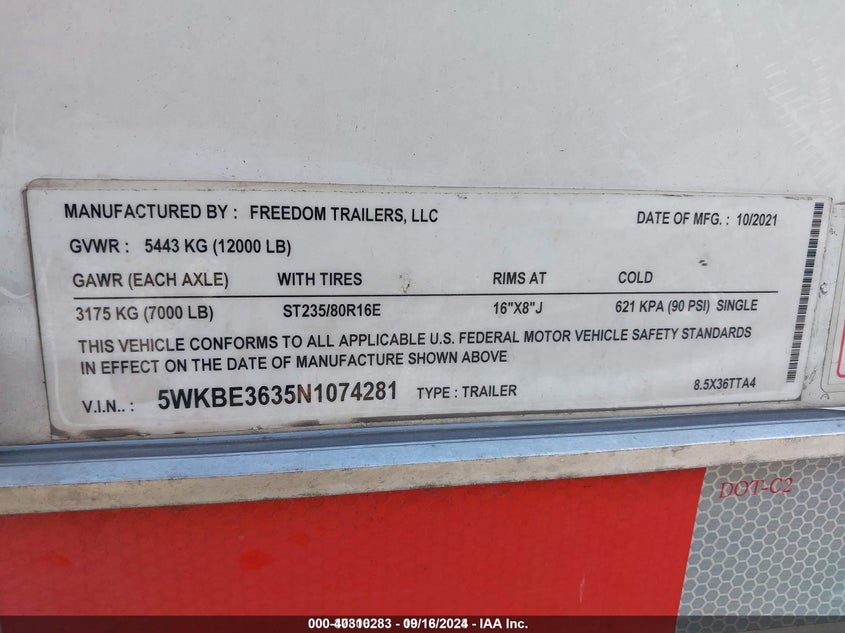 MANUFACTURED BY : FREEDOM TRAILERS, LLC DATE OF MFG. : 10/2021
GVWR : 5443 KG (12000 LB)
GAWR (EACH AXLE) WITH TIRES RIMS AT COLD
3175 KG (7000 LB) ST235/80R16E 16"X8"J 621 KPA (90 PSI) SINGLE
THIS VEHICLE CONFORMS TO ALL APPLICABLE U.S. FEDERAL MOTOR VEHICLE SAFETY STANDARDS
IN EFFECT ON THE DATE OF MANUFACTURE SHOWN ABOVE
V.I.N.. : 5WKBE3635N1074281 TYPE : TRAILER 8.5X36TTA4
DOT-C2
09/16/2024 - IAA Inc.